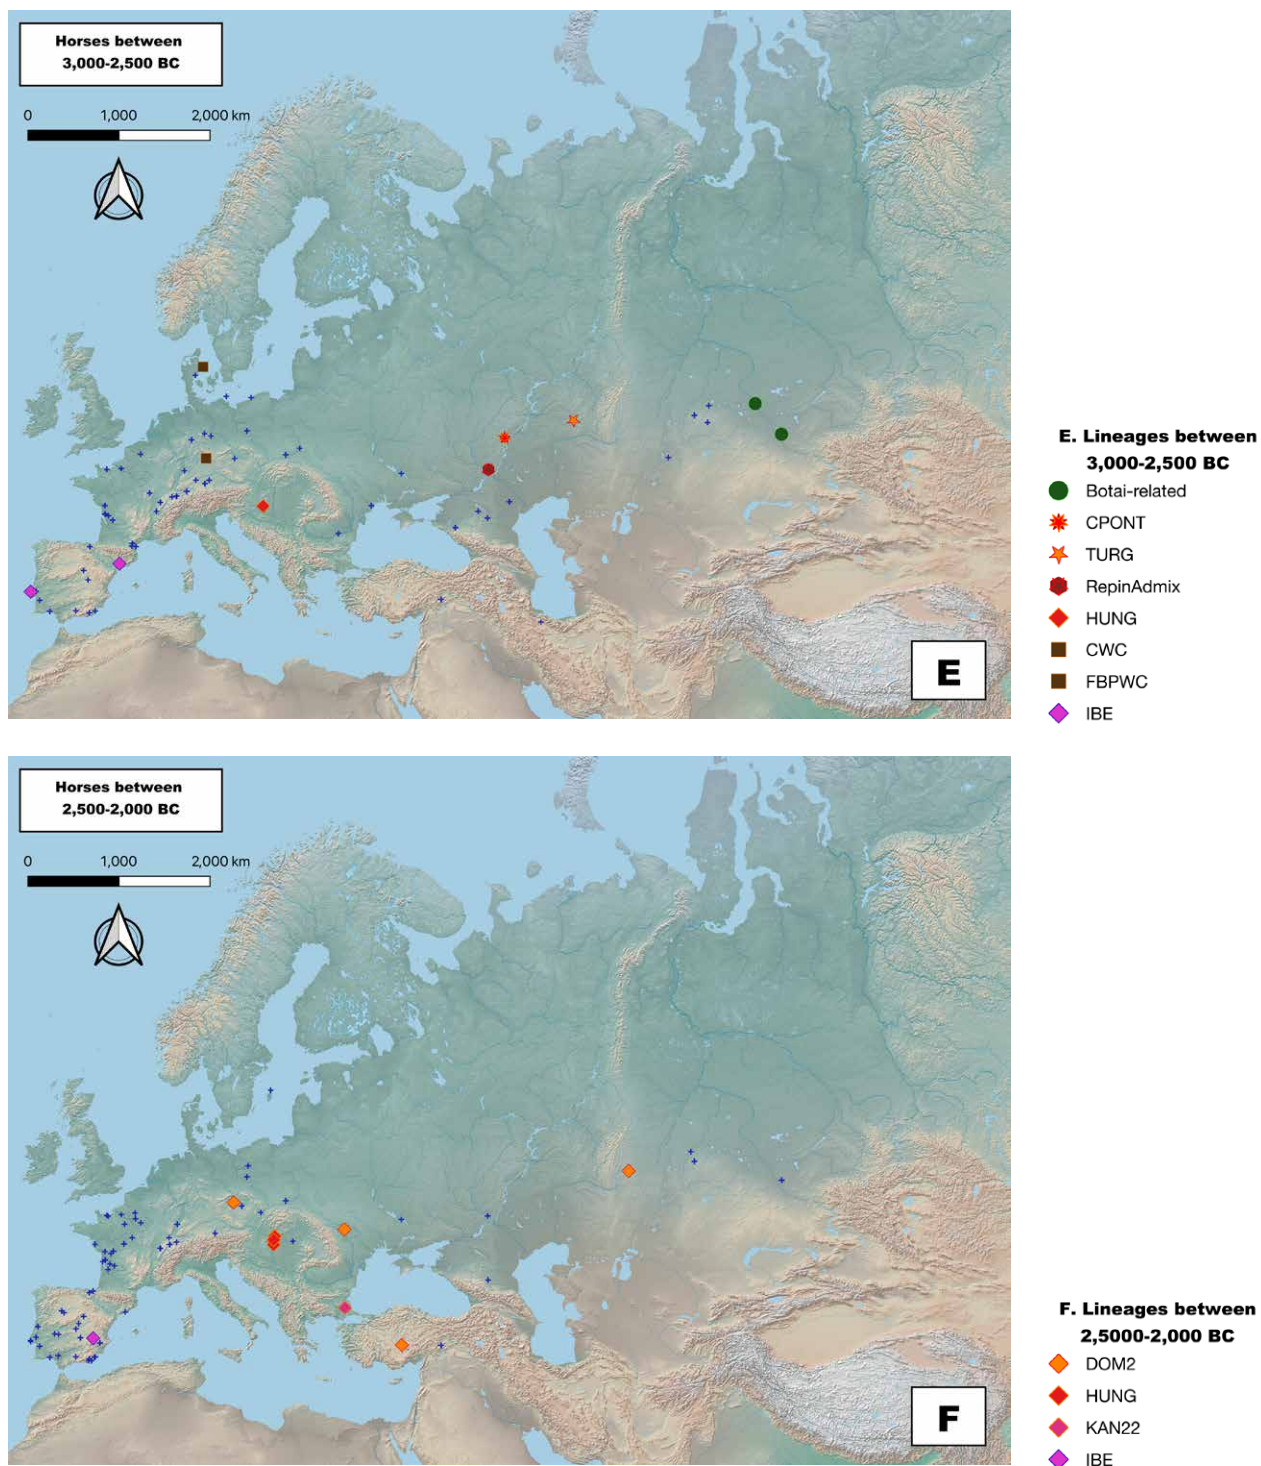 Horses between
3,000-2,500 BC
0 1,000 2,000 km
E
E. Lineages between
3,000-2,500 BC
Botai-related
CPONT
TURG
RepinAdmix
HUNG
CWC
FBPWC
IBE
Horses between
2,500-2,000 BC
0 1,000 2,000 km
F
F. Lineages between
2,5000-2,000 BC
DOM2
HUNG
KAN22
IBE